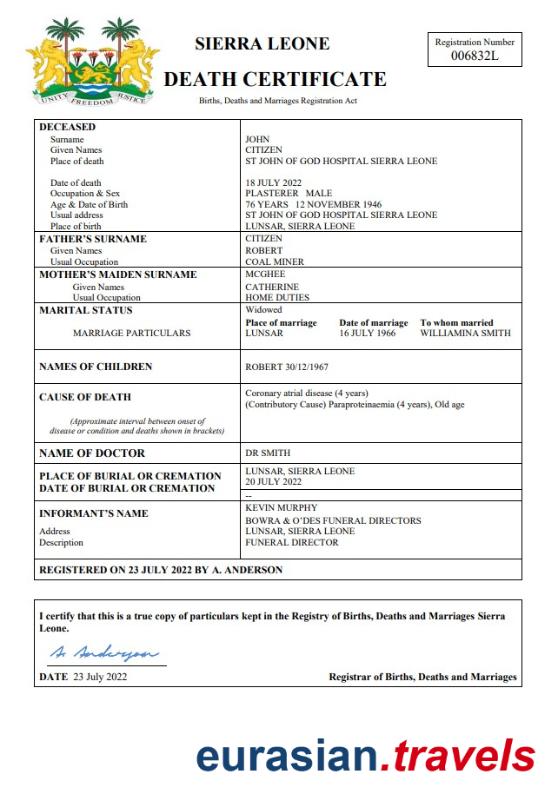 SIERRA LEONE
DEATH CERTIFICATE
Births, Deaths and Marriages Registration Act
Registration Number
006832L
UNITY FREEDOM JUSTICE
DECEASED
Surname JOHN
Given Names CITIZEN
Place of death ST JOHN OF GOD HOSPITAL SIERRA LEONE
Date of death 18 JULY 2022
Occupation & Sex PLASTERER MALE
Age & Date of Birth 76 YEARS 12 NOVEMBER 1946
Usual address ST JOHN OF GOD HOSPITAL SIERRA LEONE
Place of birth LUNSAR, SIERRA LEONE
FATHER'S SURNAME CITIZEN
Given Names ROBERT
Usual Occupation COAL MINER
MOTHER'S MAIDEN SURNAME MCGHEE
Given Names CATHERINE
Usual Occupation HOME DUTIES
MARITAL STATUS Widowed
Place of marriage Date of marriage To whom married
MARRIAGE PARTICULARS LUNSAR 16 JULY 1966 WILLIAMINA SMITH
NAMES OF CHILDREN ROBERT 30/12/1967
CAUSE OF DEATH Coronary atrial disease (4 years)
(Contributory Cause) Paraproteinaemia (4 years), Old age
(Approximate interval between onset of
disease or condition and deaths shown in brackets)
NAME OF DOCTOR DR SMITH
PLACE OF BURIAL OR CREMATION LUNSAR, SIERRA LEONE
DATE OF BURIAL OR CREMATION 20 JULY 2022
--
INFORMANT'S NAME KEVIN MURPHY
BOWRA & O'DES FUNERAL DIRECTORS
Address LUNSAR, SIERRA LEONE
Description FUNERAL DIRECTOR
REGISTERED ON 23 JULY 2022 BY A. ANDERSON
I certify that this is a true copy of particulars kept in the Registry of Births, Deaths and Marriages Sierra
Leone.
A Anderson
DATE 23 July 2022 Registrar of Births, Deaths and Marriages
eurasian.travels